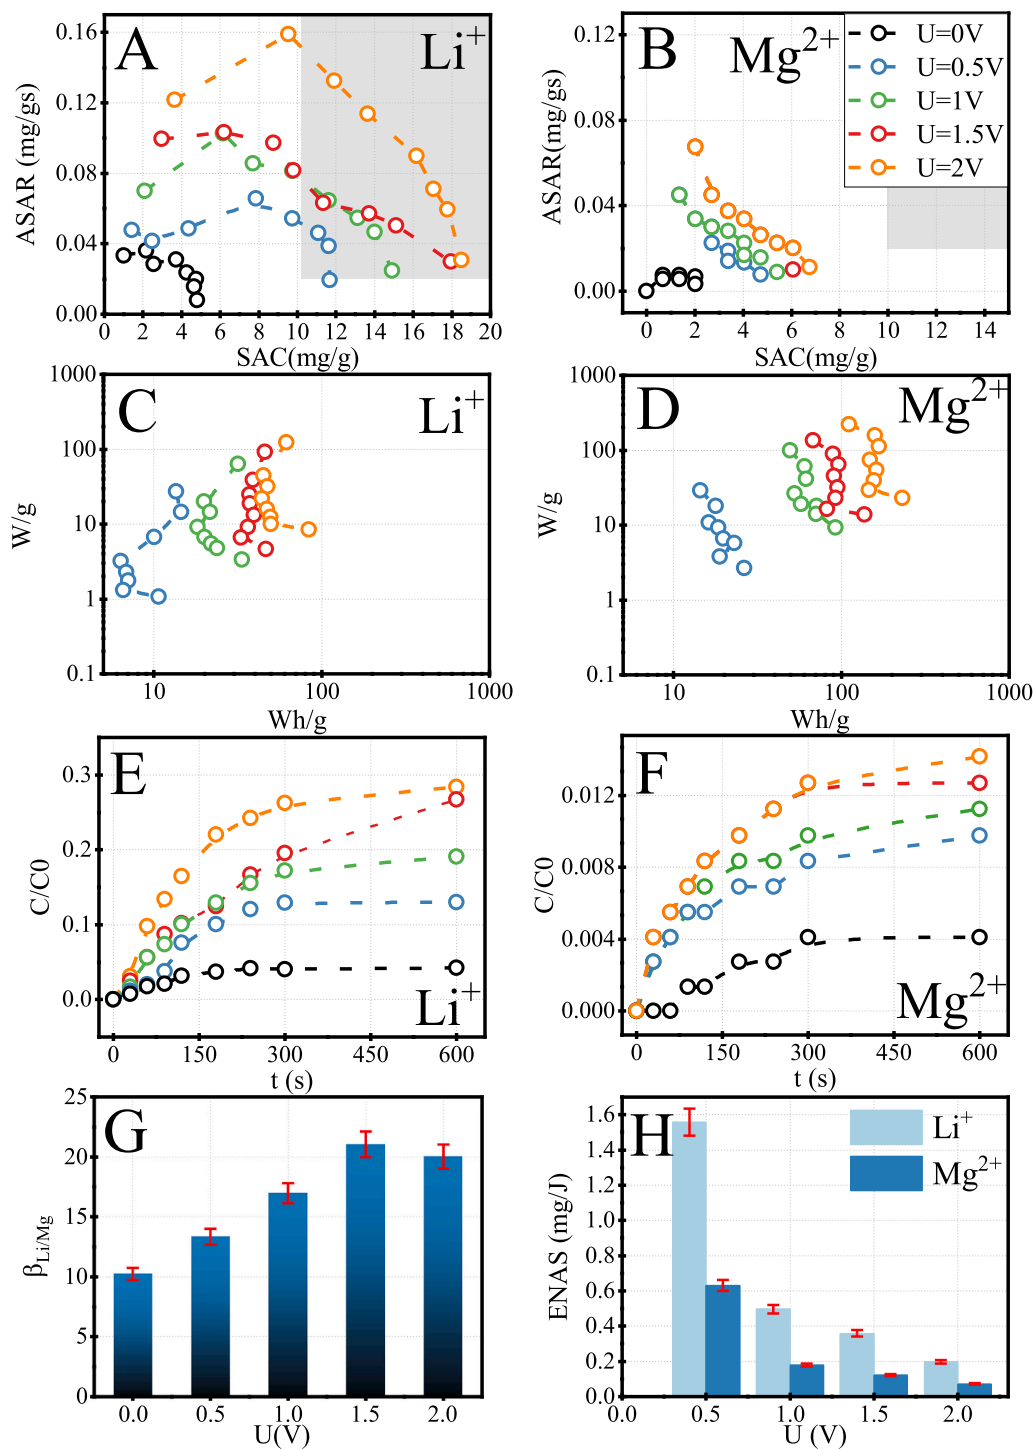 A
Li+
ASAR (mg/gs)
0.16
0.12
0.08
0.04
0.00
0 2 4 6 8 10 12 14 16 18 20
SAC(mg/g)
B
Mg2+
ASAR(mg/gs)
0.12
0.08
0.04
0.00
0 2 4 6 8 10 12 14
SAC(mg/g)
U=0V
U=0.5V
U=1V
U=1.5V
U=2V
C
Li+
W/g
1000
100
10
1
0.1
10 100 1000
Wh/g
D
Mg2+
W/g
1000
100
10
1
0.1
10 100 1000
Wh/g
E
Li+
C/C0
0.3
0.2
0.1
0.0
0 150 300 450 600
t (s)
F
Mg2+
C/C0
0.012
0.008
0.004
0.000
0 150 300 450 600
t (s)
G
βLi/Mg
25
20
15
10
5
0
0.0 0.5 1.0 1.5 2.0
U(V)
H
Li+
Mg2+
ENAS (mg/J)
1.6
1.4
1.2
1.0
0.8
0.6
0.4
0.2
0.0
0.0 0.5 1.0 1.5 2.0
U (V)